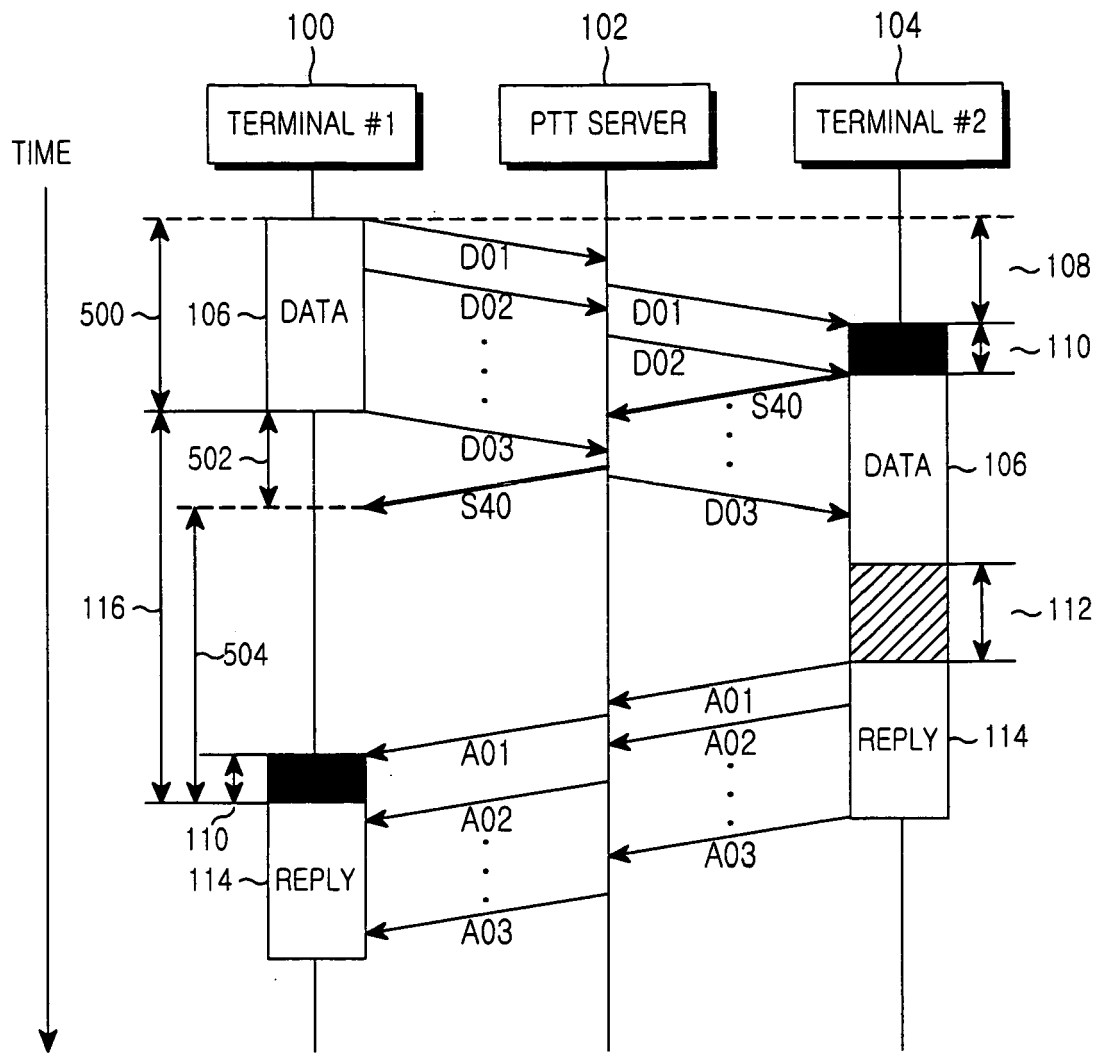 100
102
104
TERMINAL #1
PTT SERVER
TERMINAL #2
TIME
D01
108
500
106
DATA
D02
D01
110
D02
S40
502
D03
DATA
106
S40
D03
116
504
112
A01
A01
A02
REPLY
114
110
A02
A03
114
REPLY
A03